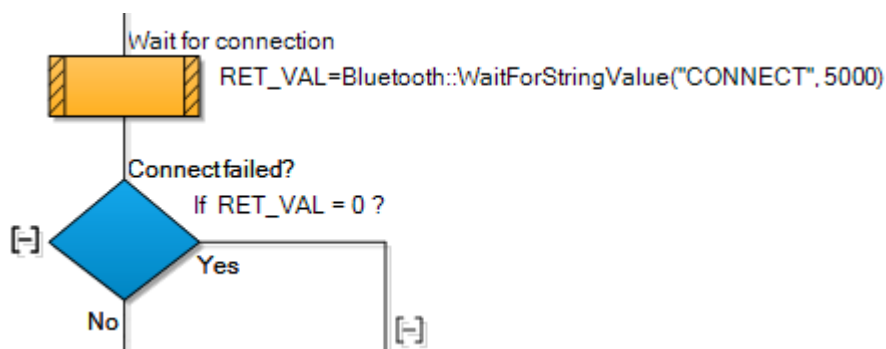 Wait for connection
RET_VAL=Bluetooth::WaitForStringValue("CONNECT", 5000)
Connect failed?
If RET_VAL = 0 ?
[-]
Yes
No
[-]